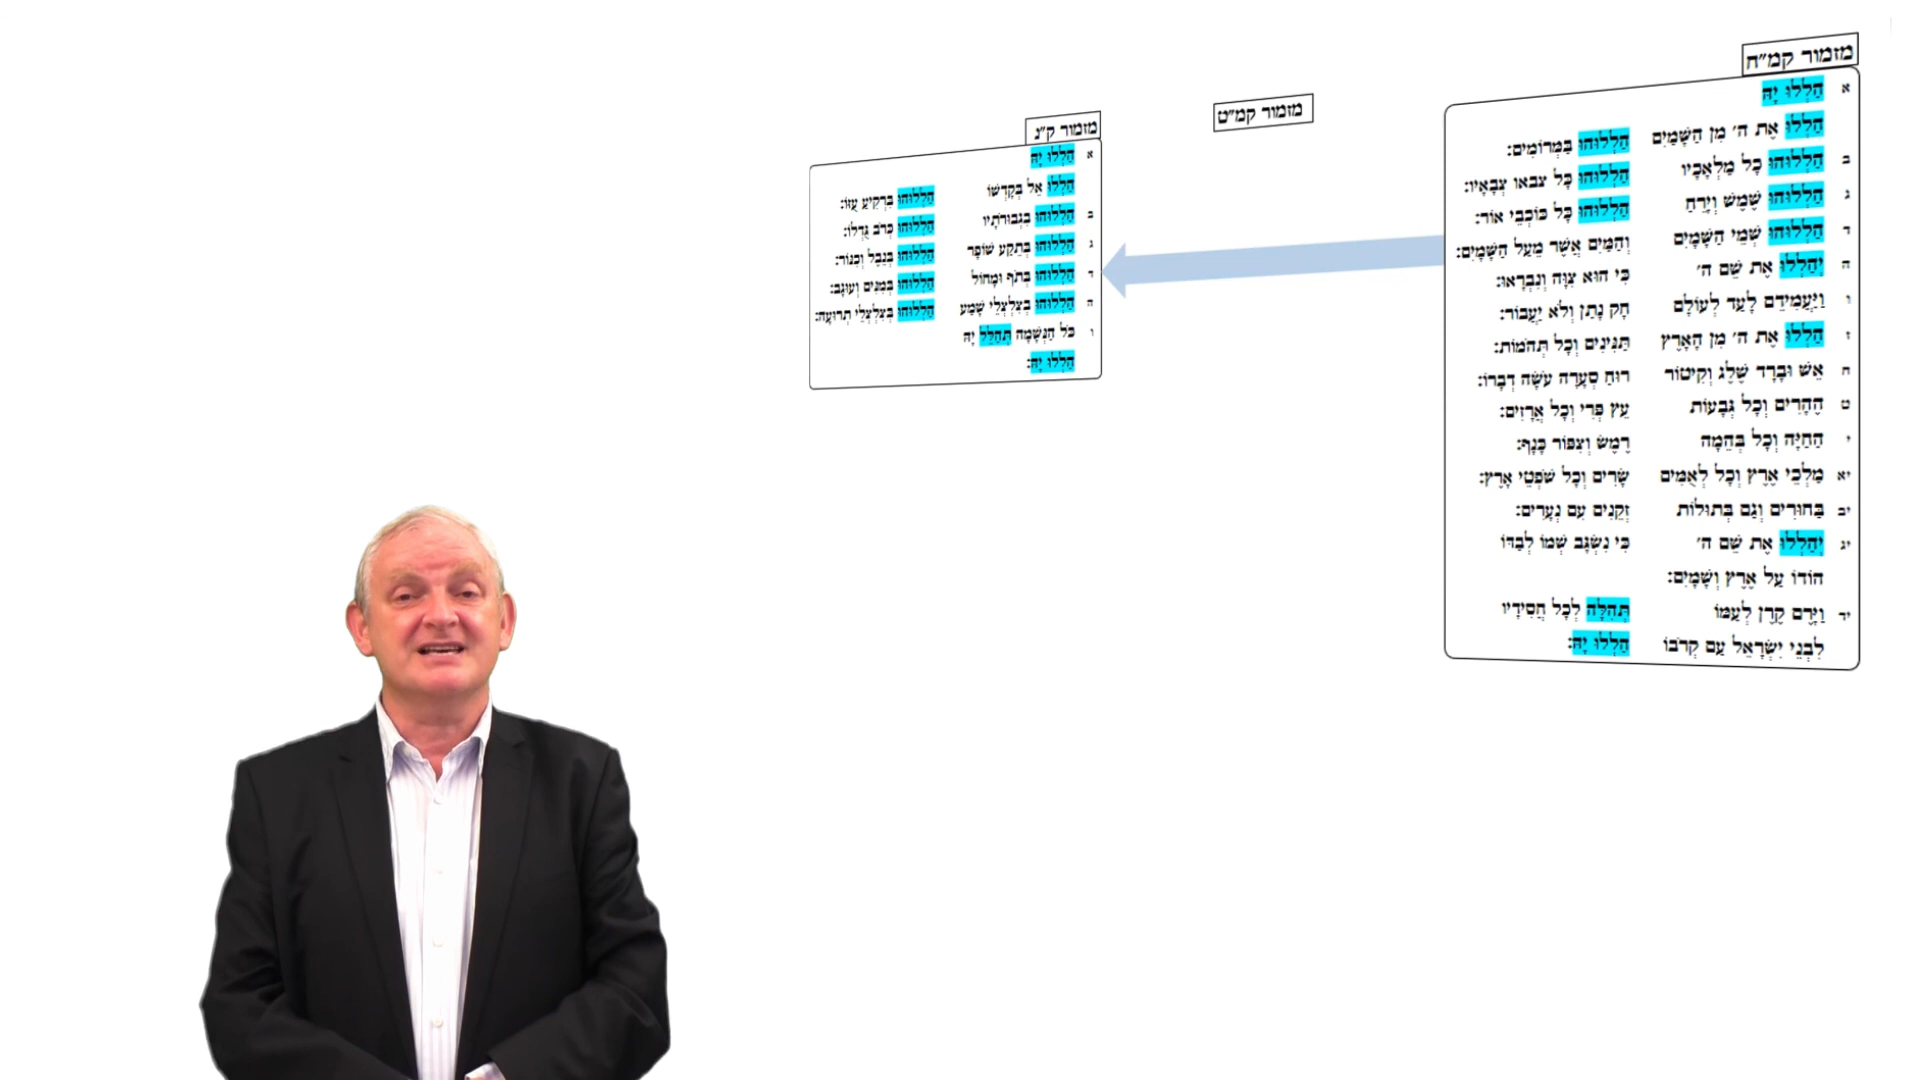 מזמור קמ״ח
א הַלְלוּ יָהּ
הַלְלוּ אֶת ה׳ מִן הַשָּׁמַיִם הַלְלוּהוּ בַּמְּרוֹמִים:
ב הַלְלוּהוּ כָל מַלְאָכָיו הַלְלוּהוּ כָּל צבאו צְבָאָיו:
ג הַלְלוּהוּ שֶׁמֶשׁ וְיָרֵחַ הַלְלוּהוּ כָּל כּוֹכְבֵי אוֹר:
ד הַלְלוּהוּ שְׁמֵי הַשָּׁמָיִם וְהַמַּיִם אֲשֶׁר מֵעַל הַשָּׁמָיִם:
ה יְהַלְלוּ אֶת שֵׁם ה׳ כִּי הוּא צִוָּה וְנִבְרָאוּ:
ו וַיַּעֲמִידֵם לָעַד לְעוֹלָם חָק נָתַן וְלֹא יַעֲבוֹר:
ז הַלְלוּ אֶת ה׳ מִן הָאָרֶץ תַּנִּינִים וְכָל תְּהֹמוֹת:
ח אֵשׁ וּבָרָד שֶׁלֶג וְקִיטוֹר רוּחַ סְעָרָה עֹשָׂה דְבָרוֹ:
ט הֶהָרִים וְכָל גְּבָעוֹת עֵץ פְּרִי וְכָל אֲרָזִים:
י הַחַיָּה וְכָל בְּהֵמָה רֶמֶשׂ וְצִפּוֹר כָּנָף:
יא מַלְכֵי אֶרֶץ וְכָל לְאֻמִּים שָׂרִים וְכָל שֹׁפְטֵי אָרֶץ:
יב בַּחוּרִים וְגַם בְּתוּלוֹת זְקֵנִים עִם נְעָרִים:
יג יְהַלְלוּ אֶת שֵׁם ה׳ כִּי נִשְׂגָּב שְׁמוֹ לְבַדּוֹ
הוֹדוֹ עַל אֶרֶץ וְשָׁמָיִם:
יד וַיָּרֶם קֶרֶן לְעַמּוֹ תְּהִלָּה לְכָל חֲסִידָיו
לִבְנֵי יִשְׂרָאֵל עַם קְרֹבוֹ הַלְלוּ יָהּ:
מזמור קמ״ט
מזמור ק״נ
א הַלְלוּ יָהּ
הַלְלוּ אֵל בְּקָדְשׁוֹ הַלְלוּהוּ בִּרְקִיעַ עֻזּוֹ:
ב הַלְלוּהוּ בִגְבוּרֹתָיו הַלְלוּהוּ כְּרֹב גֻּדְלוֹ:
ג הַלְלוּהוּ בְּתֵקַע שׁוֹפָר הַלְלוּהוּ בְּנֵבֶל וְכִנּוֹר:
ד הַלְלוּהוּ בְּתֹף וּמָחוֹל הַלְלוּהוּ בְּמִנִּים וְעוּגָב:
ה הַלְלוּהוּ בְצִלְצְלֵי שָׁמַע הַלְלוּהוּ בְּצִלְצְלֵי תְרוּעָה:
ו כֹּל הַנְּשָׁמָה תְּהַלֵּל יָהּ
הַלְלוּ יָהּ: